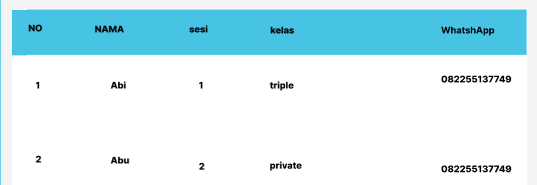 NO NAMA sesi kelas WhatshApp
1 Abi 1 triple 082255137749
2 Abu 2 private 082255137749